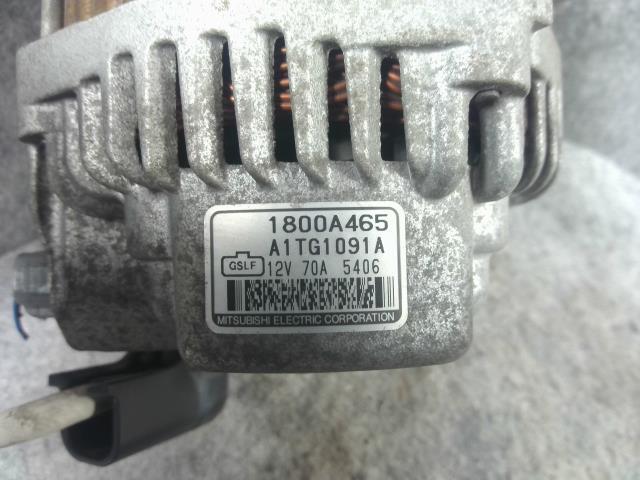 1800A465
A1TG1091A
GSLF 12V 70A 5406
MITSUBISHI ELECTRIC CORPORATION